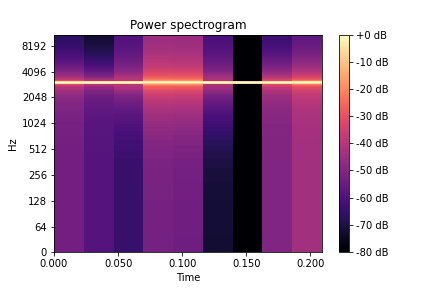 Power spectrogram
Hz
8192
4096
2048
1024
512
256
128
64
0
0.000 0.050 0.100 0.150 0.200
Time
+0 dB
-10 dB
-20 dB
-30 dB
-40 dB
-50 dB
-60 dB
-70 dB
-80 dB